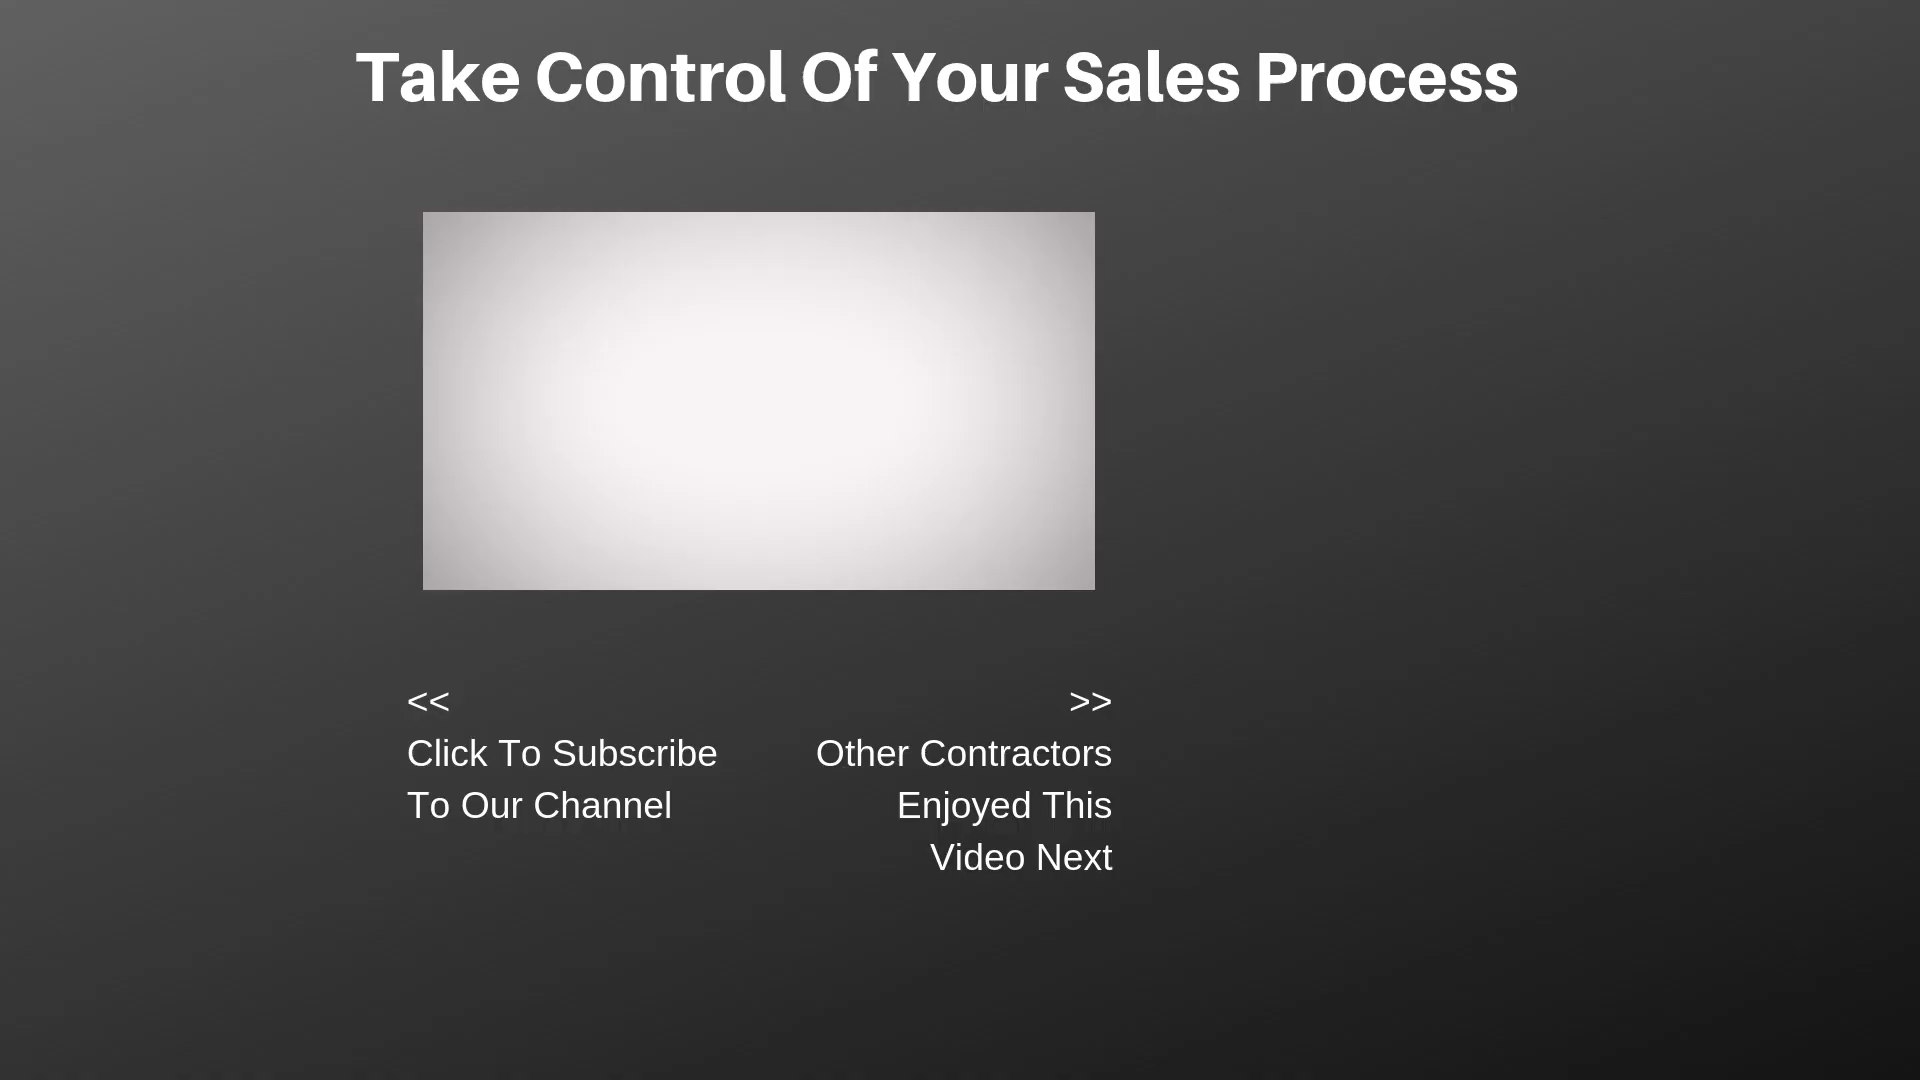 Take Control Of Your Sales Process
<<
Click To Subscribe
To Our Channel
>>
Other Contractors
Enjoyed This
Video Next